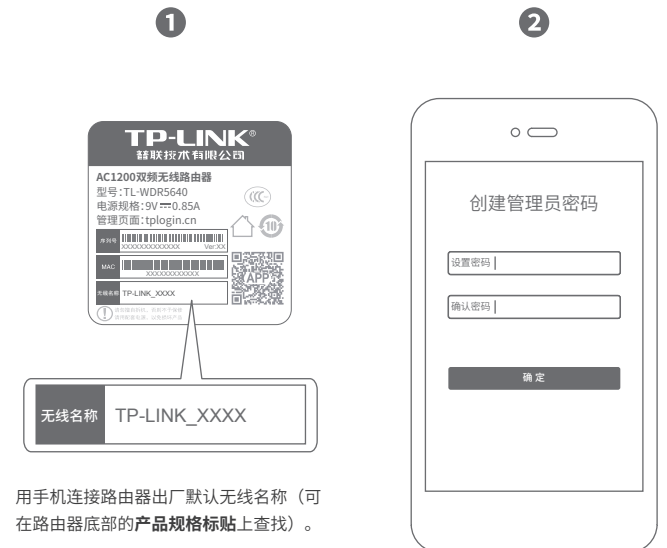 1
2
TP-LINK®
普联技术有限公司
AC1200双频无线路由器
型号:TL-WDR5640
电源规格:9V⎓0.85A
管理页面:tplogin.cn
序列号
XXXXXXXXXXXXX Ver:XX
MAC
XXXXXXXXXXXX
无线名称 TP-LINK_XXXX
10
APP
无线名称 TP-LINK_XXXX
用手机连接路由器出厂默认无线名称（可
在路由器底部的产品规格标贴上查找）。
创建管理员密码
设置密码
确认密码
确 定